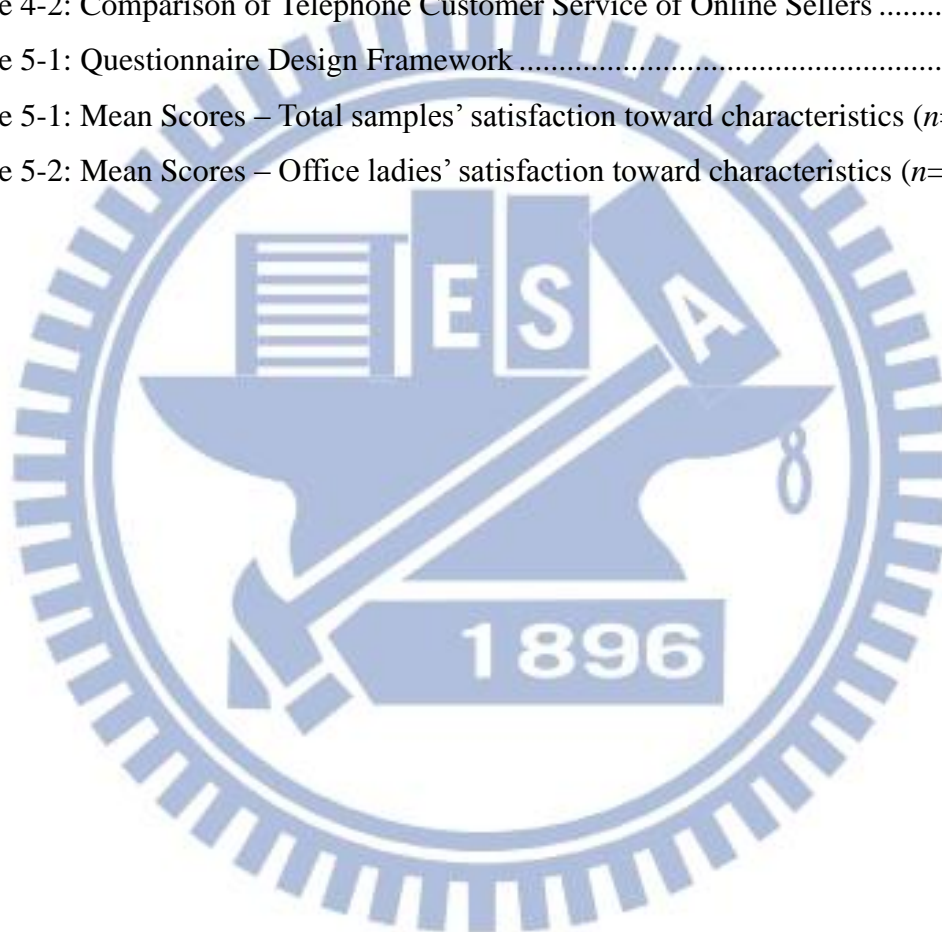 e 4-2: Comparison of Telephone Customer Service of Online Sellers ........
e 5-1: Questionnaire Design Framework ..........................................................
e 5-1: Mean Scores – Total samples’ satisfaction toward characteristics (n=
e 5-2: Mean Scores – Office ladies’ satisfaction toward characteristics (n=
E S A
1896